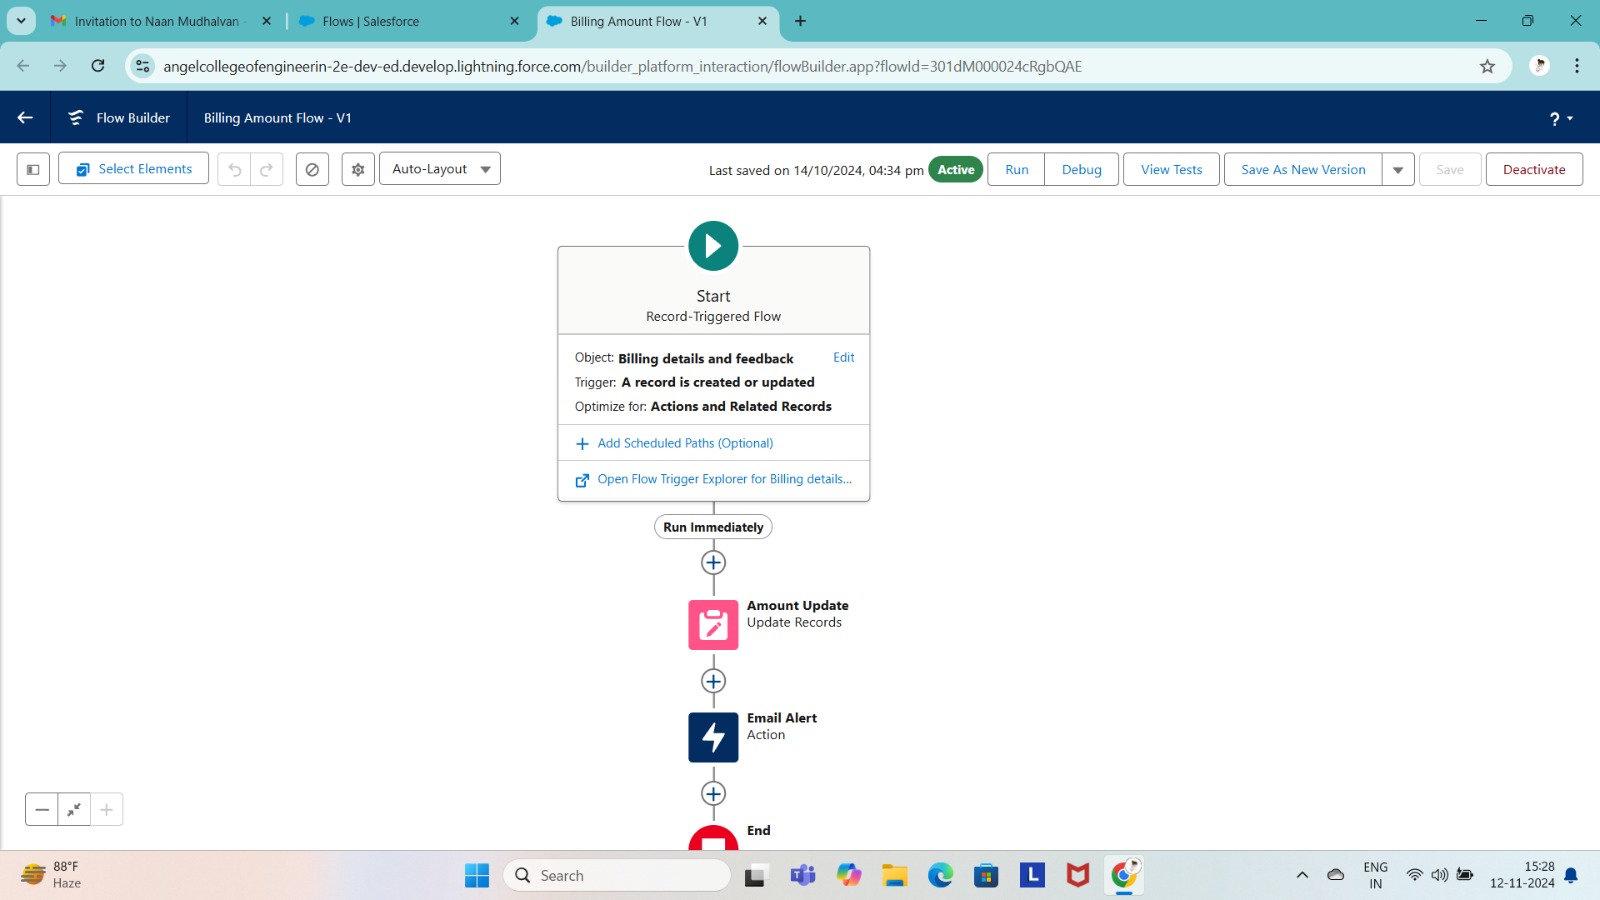 Invitation to Naan Mudhalvan
Flows | Salesforce
Billing Amount Flow - V1
angelcollegeofengineerin-2e-dev-ed.develop.lightning.force.com/builder_platform_interaction/flowBuilder.app?flowId=301dM000024cRgbQAE
Flow Builder
Billing Amount Flow - V1
?
Select Elements
Auto-Layout
Last saved on 14/10/2024, 04:34 pm
Active
Run
Debug
View Tests
Save As New Version
Save
Deactivate
Start
Record-Triggered Flow
Object: Billing details and feedback
Edit
Trigger: A record is created or updated
Optimize for: Actions and Related Records
Add Scheduled Paths (Optional)
Open Flow Trigger Explorer for Billing details...
Run Immediately
Amount Update
Update Records
Email Alert
Action
End
88°F
Haze
Search
L
ENG
IN
15:28
12-11-2024